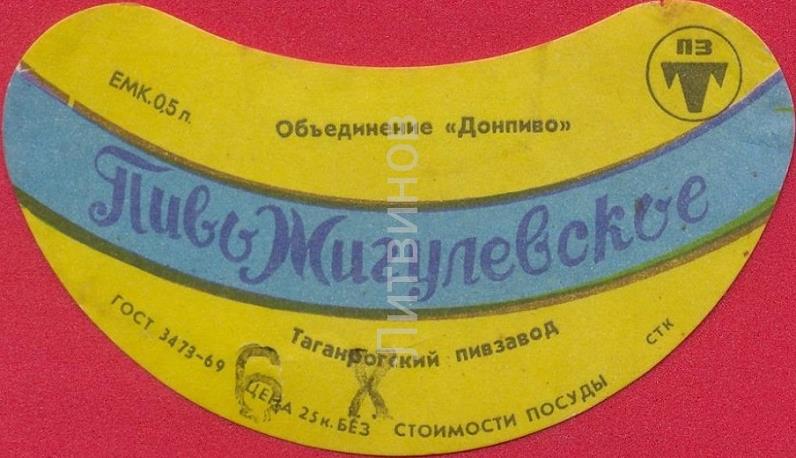 ПЗ
Т
ЕМК.0,5 л.
Объединение «Донпиво»
Пиво Жигулевское
Таганрогский пивзавод
ГОСТ 3473-69
ЦЕНА 25 к. БЕЗ СТОИМОСТИ ПОСУДЫ
СТК
6 X
ЛИТВИНОВ